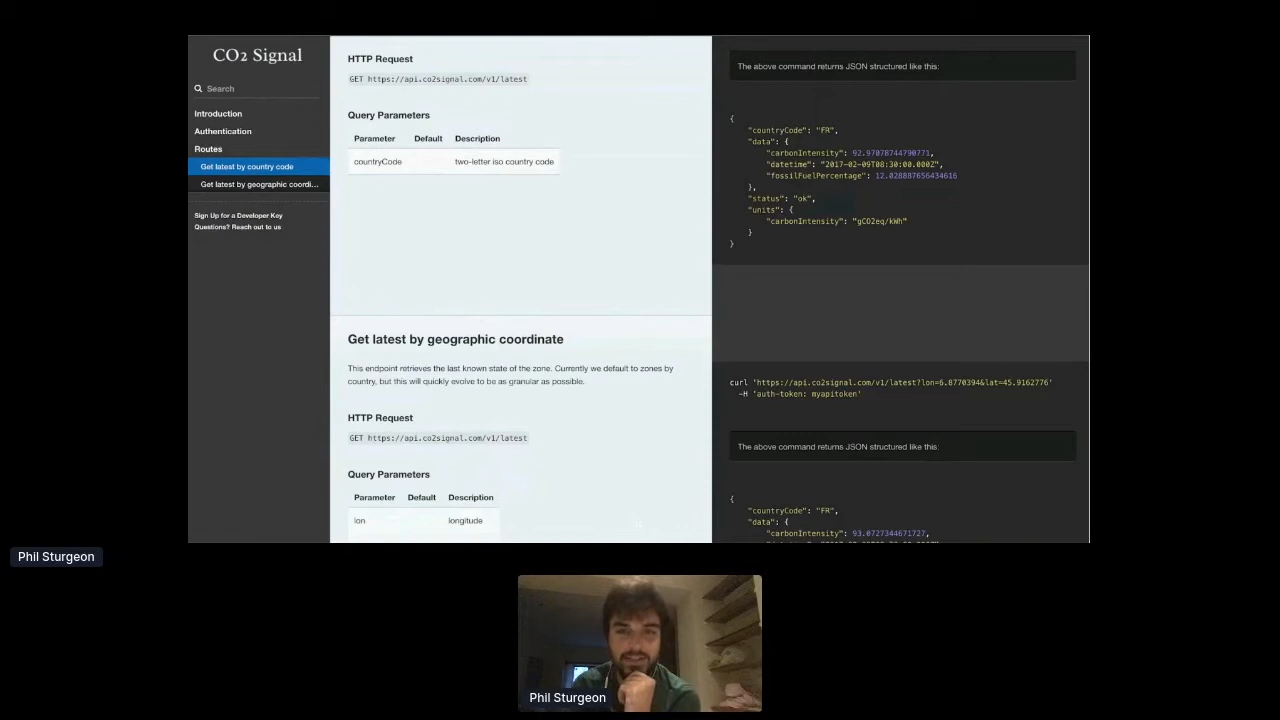 CO2 Signal
Search
Introduction
Authentication
Routes
Get latest by country code
Get latest by geographic coordi...
Sign Up for a Developer Key
Questions? Reach out to us
HTTP Request
GET https://api.co2signal.com/v1/latest
Query Parameters
Parameter Default Description
countryCode two-letter iso country code
Get latest by geographic coordinate
This endpoint retrieves the last known state of the zone. Currently we default to zones by
country, but this will quickly evolve to be as granular as possible.
HTTP Request
GET https://api.co2signal.com/v1/latest
Query Parameters
Parameter Default Description
lon longitude
The above command returns JSON structured like this:
{
"countryCode": "FR",
"data": {
"carbonIntensity": 92.97078744790771,
"datetime": "2017-02-09T08:30:00.000Z",
"fossilFuelPercentage": 12.028887656434616
},
"status": "ok",
"units": {
"carbonIntensity": "gCO2eq/kWh"
}
}
curl 'https://api.co2signal.com/v1/latest?lon=6.8770394&lat=45.9162776'
-H 'auth-token: myapitoken'
The above command returns JSON structured like this:
{
"countryCode": "FR",
"data": {
"carbonIntensity": 93.0727344671727,
Phil Sturgeon
Phil Sturgeon